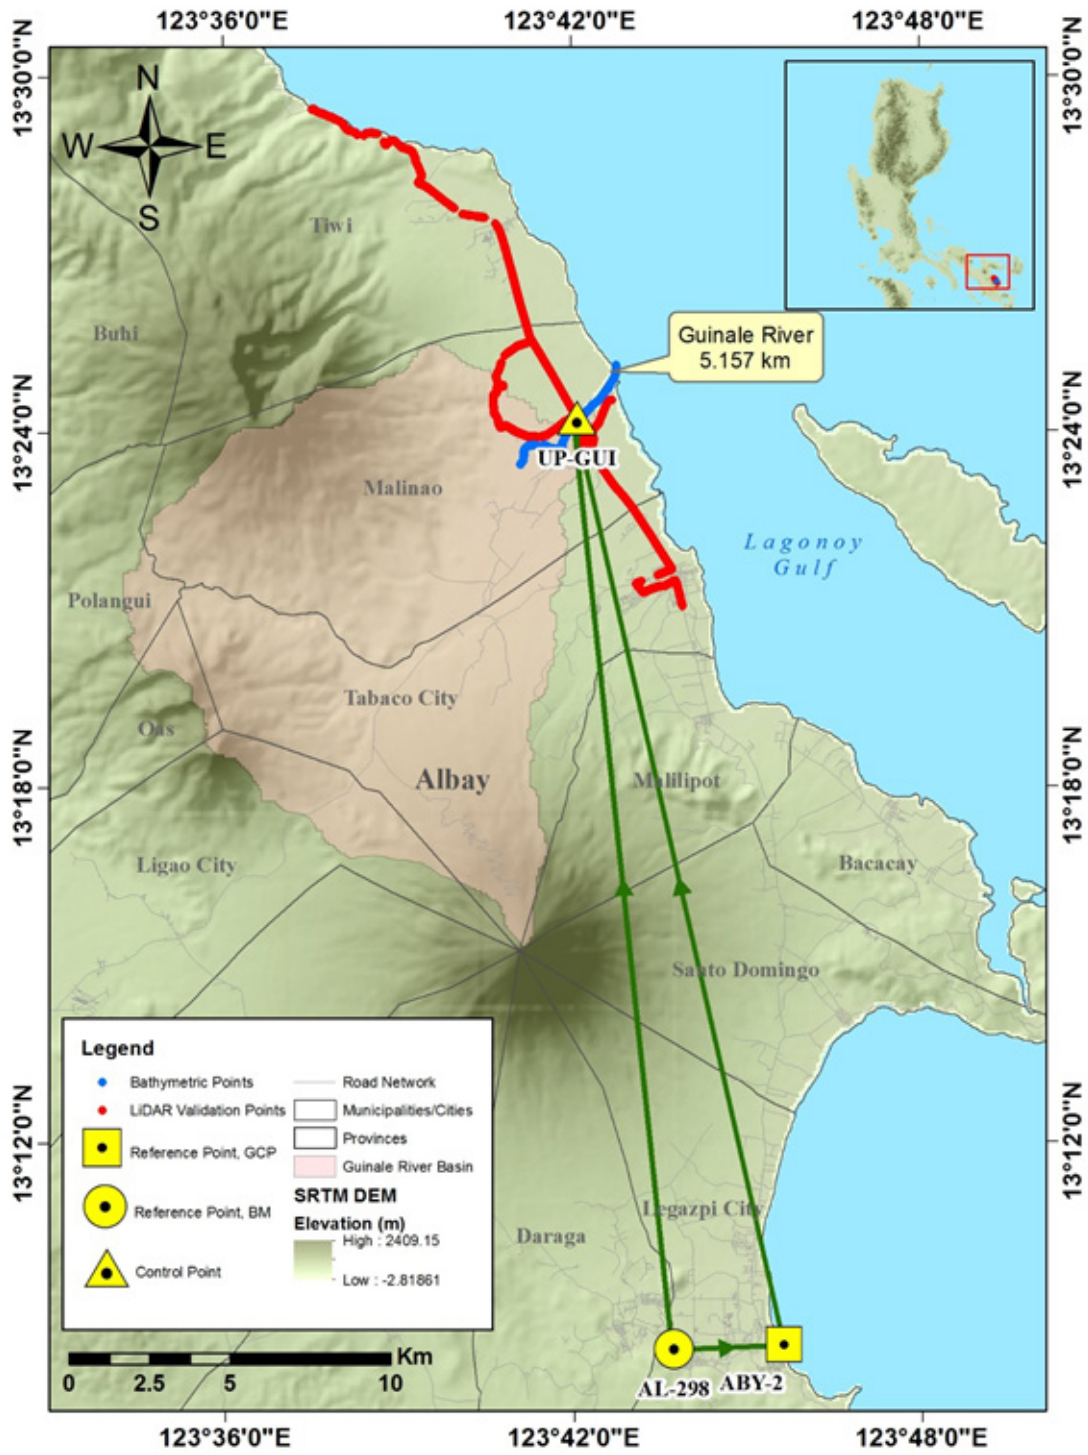 123°36'0"E
123°42'0"E
123°48'0"E
13°30'0"N
13°30'0"N
N
W
E
S
Tiwi
Buhi
Guinale River
5.157 km
13°24'0"N
13°24'0"N
UP-GUI
Malinao
Lagonoy
Gulf
Polangui
Tabaco City
Oas
Albay
Malilipot
13°18'0"N
13°18'0"N
Ligao City
Bacacay
Santo Domingo
Legend
Bathymetric Points
LiDAR Validation Points
Reference Point, GCP
Reference Point, BM
Control Point
Road Network
Municipalities/Cities
Provinces
Guinale River Basin
SRTM DEM
Elevation (m)
High : 2409.15
Low : -2.81861
13°12'0"N
13°12'0"N
Legazpi City
Daraga
Km
0
2.5
5
10
AL-298
ABY-2
123°36'0"E
123°42'0"E
123°48'0"E